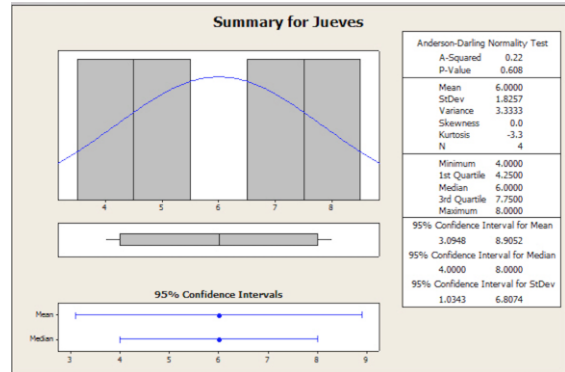 Summary for Jueves
4 5 6 7 8
95% Confidence Intervals
Mean
Median
3 4 5 6 7 8 9
Anderson-Darling Normality Test
A-Squared 0.22
P-Value 0.608
Mean 6.0000
StDev 1.8257
Variance 3.3333
Skewness 0.0
Kurtosis -3.3
N 4
Minimum 4.0000
1st Quartile 4.2500
Median 6.0000
3rd Quartile 7.7500
Maximum 8.0000
95% Confidence Interval for Mean
3.0948 8.9052
95% Confidence Interval for Median
4.0000 8.0000
95% Confidence Interval for StDev
1.0343 6.8074